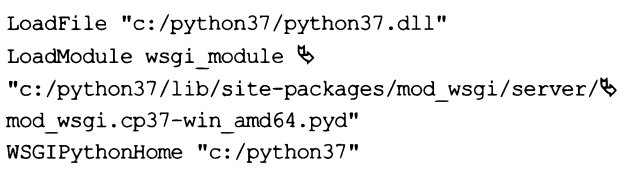 LoadFile "c:/python37/python37.dll"
LoadModule wsgi_module ⮷
"c:/python37/lib/site-packages/mod_wsgi/server/⮷
mod_wsgi.cp37-win_amd64.pyd"
WSGIPythonHome "c:/python37"